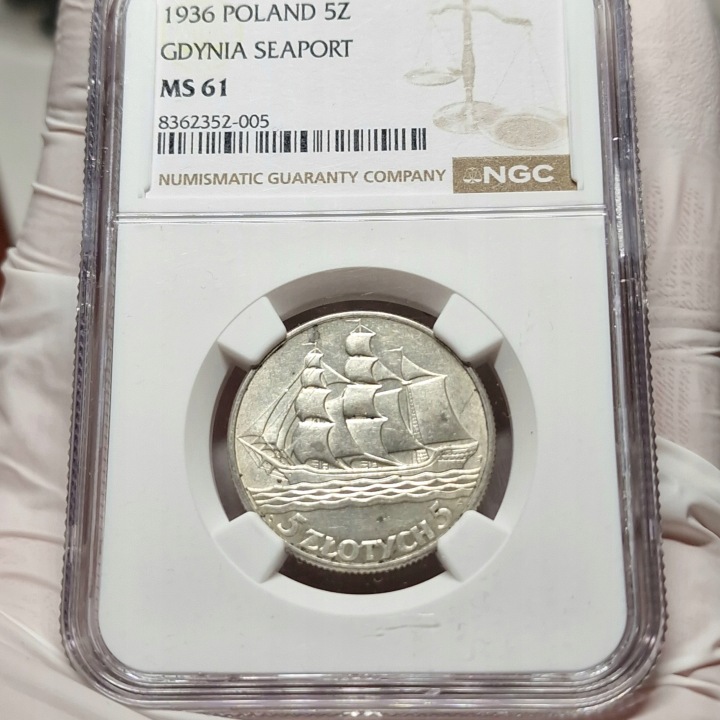 1936 POLAND 5Z
GDYNIA SEAPORT
MS 61
8362352-005
NUMISMATIC GUARANTY COMPANY NGC
5 ZŁOTYCH 5